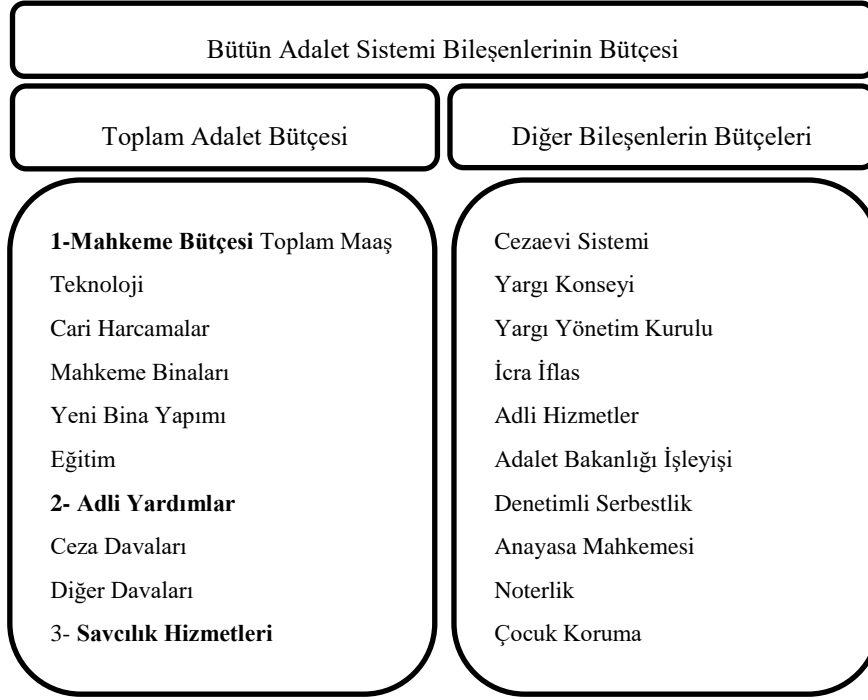 Bütün Adalet Sistemi Bileşenlerinin Bütçesi
Toplam Adalet Bütçesi
Diğer Bileşenlerin Bütçeleri
1-Mahkeme Bütçesi Toplam Maaş
Teknoloji
Cari Harcamalar
Mahkeme Binaları
Yeni Bina Yapımı
Eğitim
2- Adli Yardımlar
Ceza Davaları
Diğer Davaları
3- Savcılık Hizmetleri
Cezaevi Sistemi
Yargı Konseyi
Yargı Yönetim Kurulu
İcra İflas
Adli Hizmetler
Adalet Bakanlığı İşleyişi
Denetimli Serbestlik
Anayasa Mahkemesi
Noterlik
Çocuk Koruma